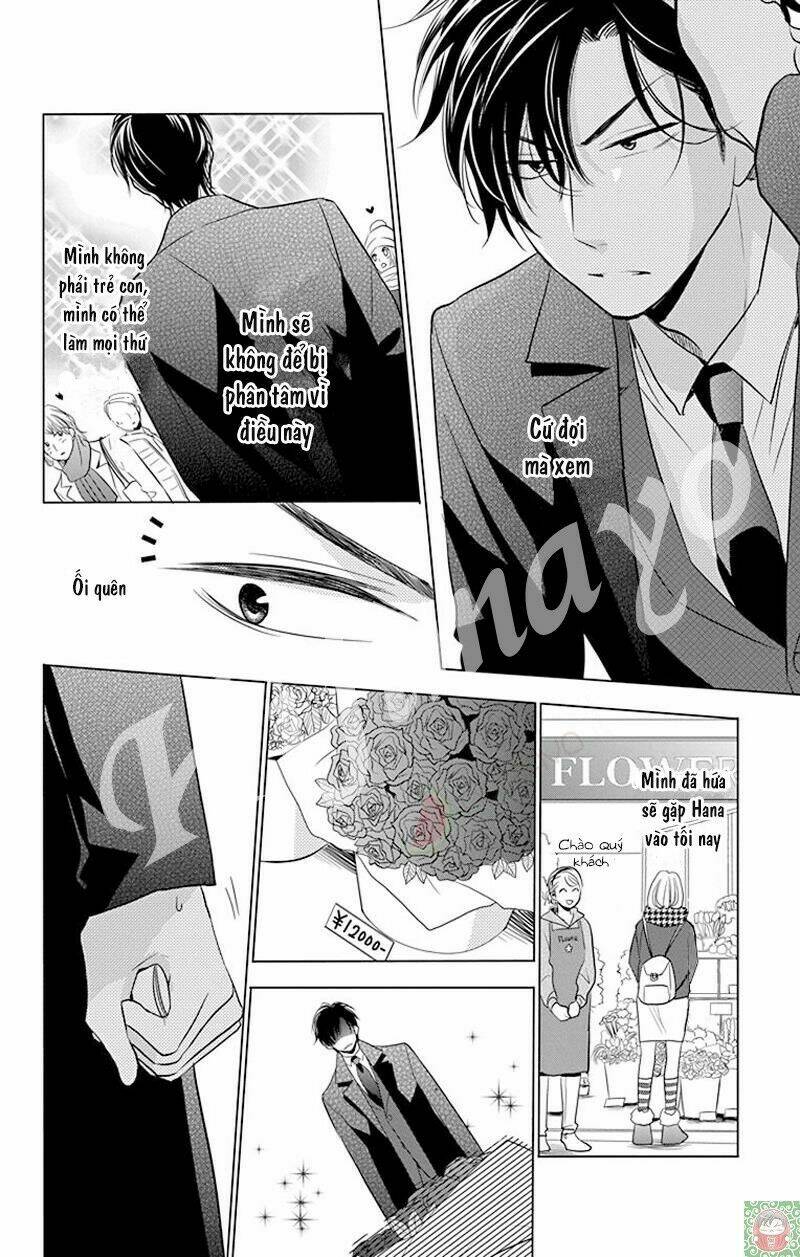 Cứ đợi
mà xem
Mình sẽ
không để bị
phân tâm vì
điều này
Mình không
phải trẻ con,
mình có thể
làm mọi thứ
Ối quên
FLOWER
Mình đã hứa
sẽ gặp Hana
vào tối nay
Chào quý
khách
Flower
¥12000-